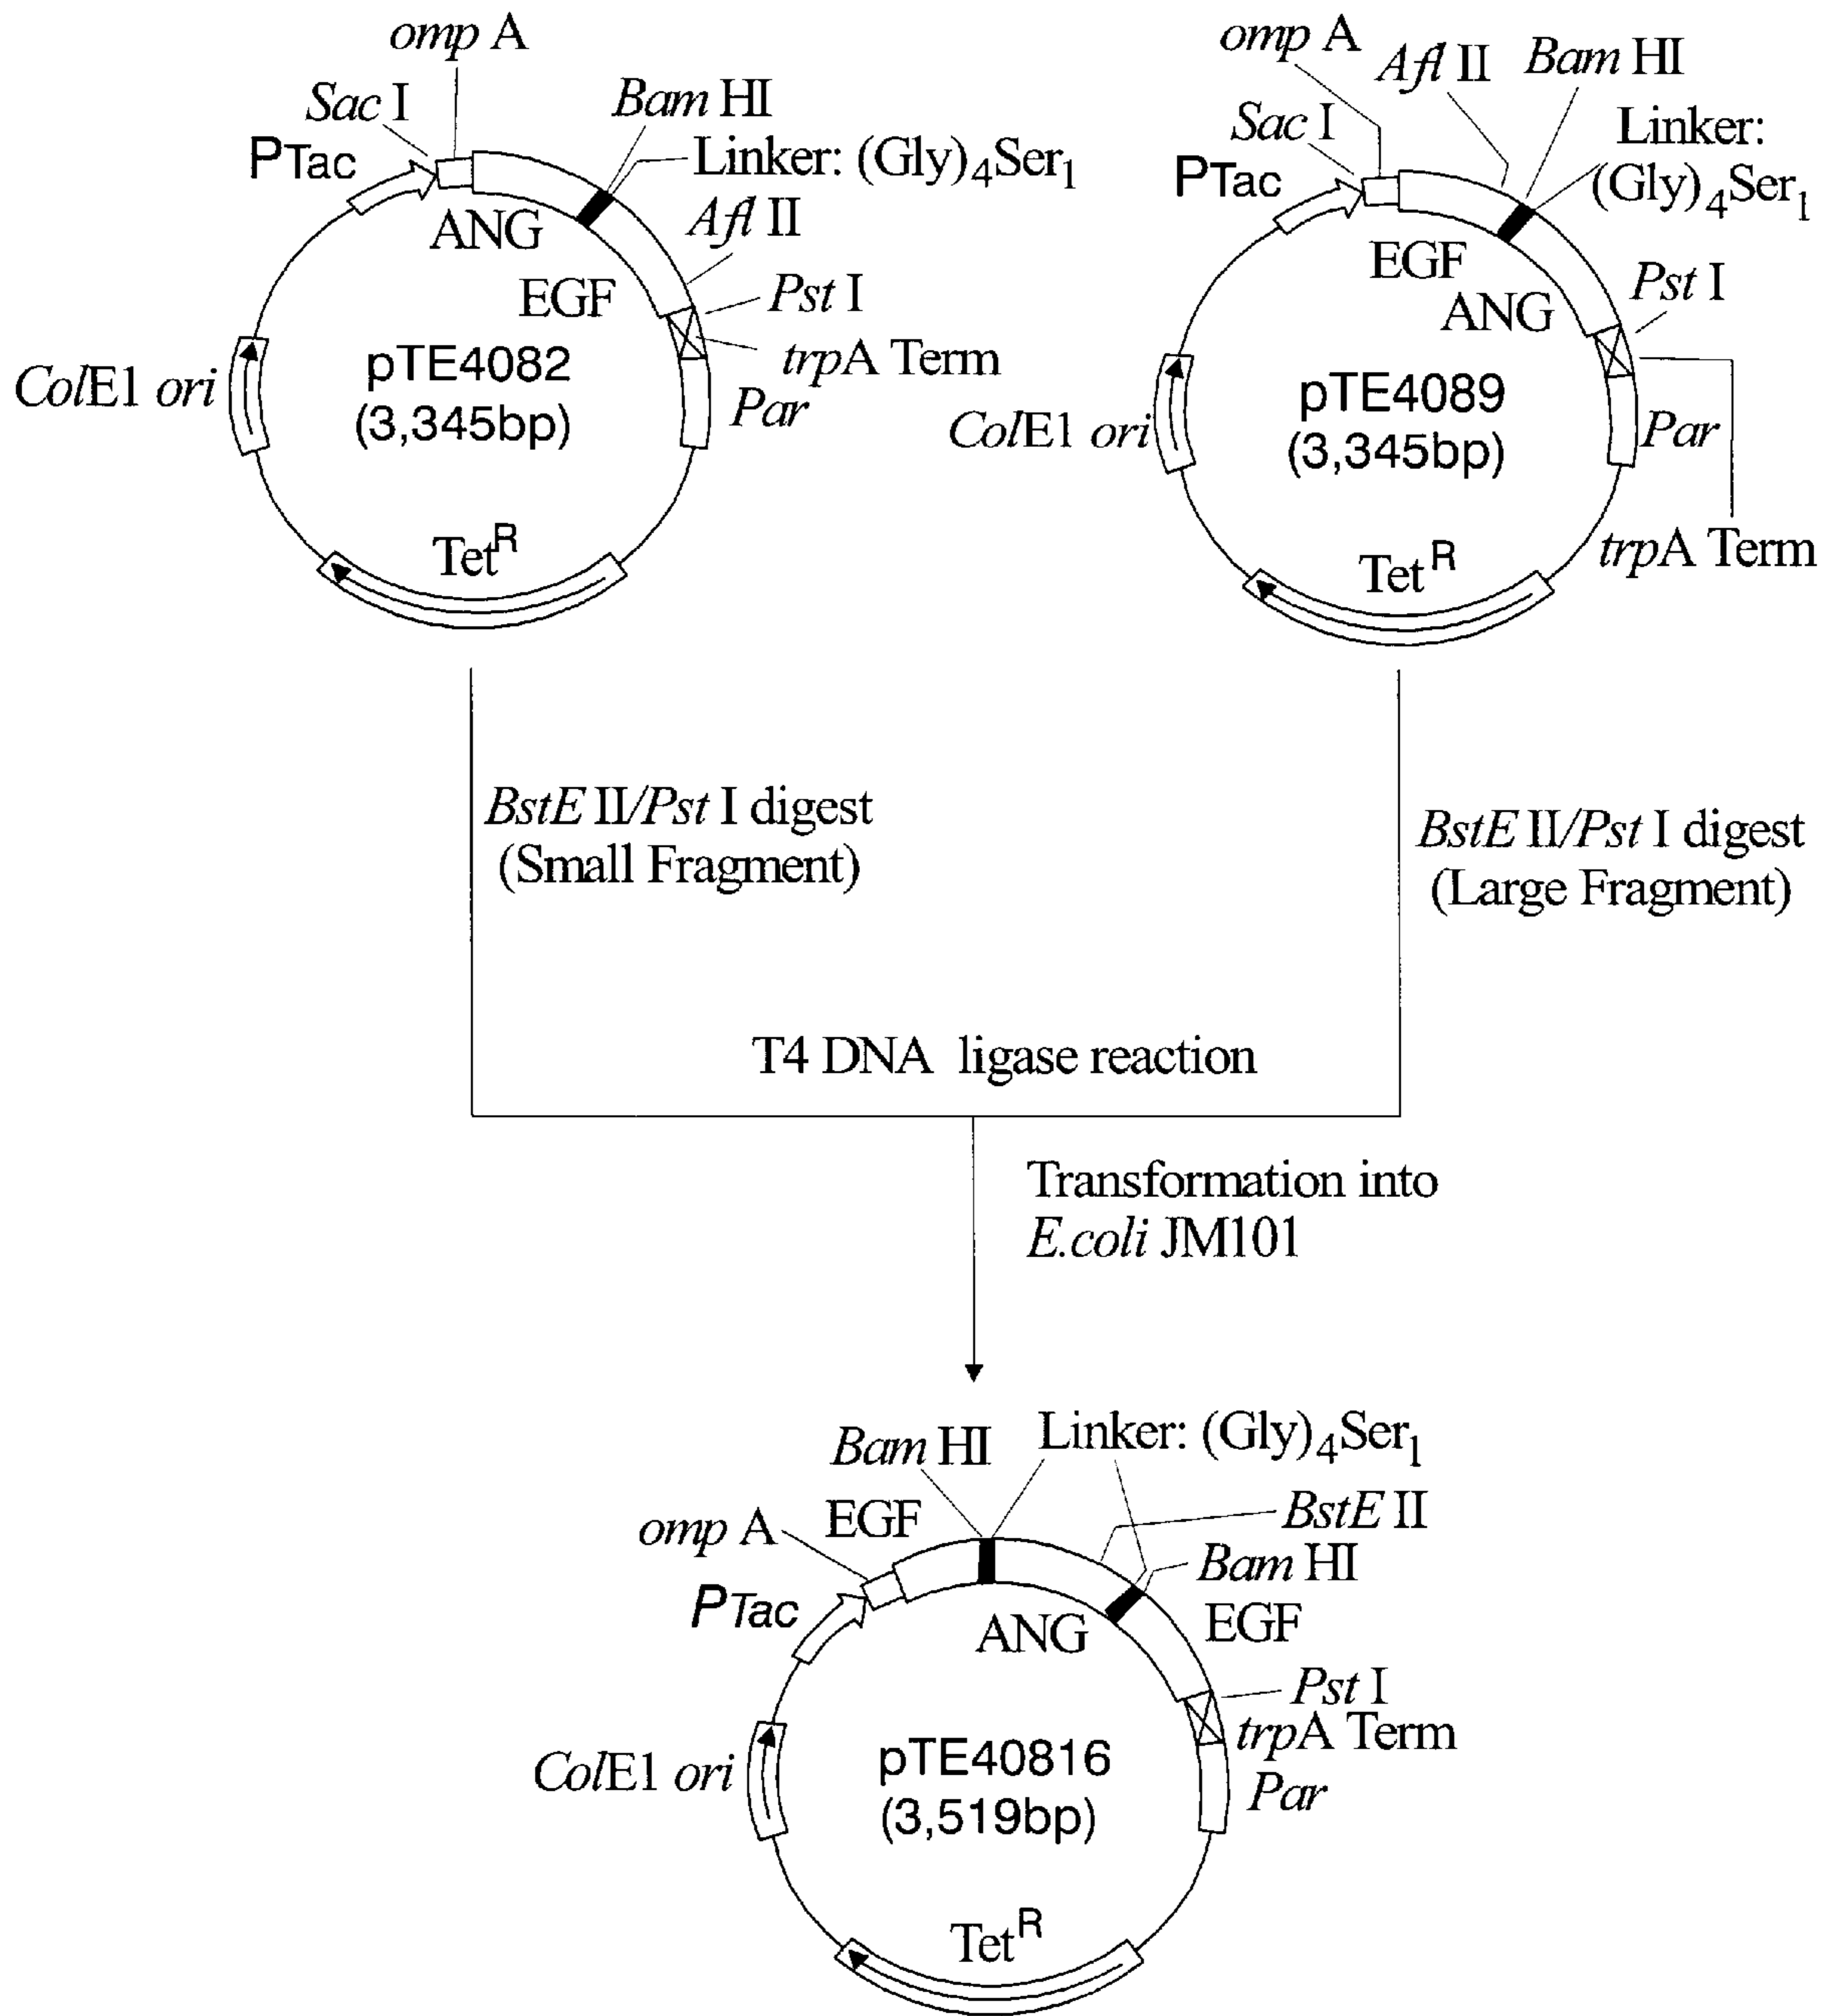 omp A
Sac I
Bam HI
PTac
Linker: (Gly)4Ser1
Afl II
ANG
EGF
Pst I
trpA Term
Par
ColE1 ori
pTE4082
(3,345bp)
Tet R
omp A
Afl II
Bam HI
Sac I
Linker:
(Gly)4Ser1
PTac
EGF
Pst I
ANG
ColE1 ori
pTE4089
(3,345bp)
Par
trpA Term
Tet R
BstE II/Pst I digest
(Small Fragment)
BstE II/Pst I digest
(Large Fragment)
T4 DNA ligase reaction
Transformation into
E.coli JM101
Bam HI
Linker: (Gly)4Ser1
EGF
BstE II
omp A
Bam HI
PTac
ANG
EGF
Pst I
trpA Term
ColE1 ori
pTE40816
(3,519bp)
Par
Tet R